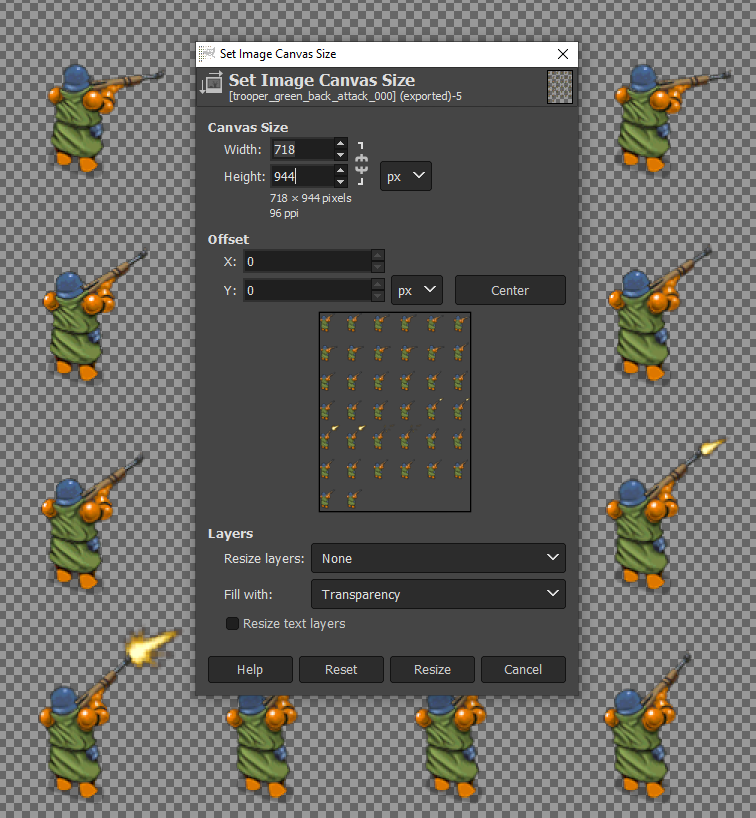 Set Image Canvas Size
Set Image Canvas Size
[trooper_green_back_attack_000] (exported)-5
Canvas Size
Width: 718
Height: 944 px
718 × 944 pixels
96 ppi
Offset
X: 0
Y: 0 px Center
Layers
Resize layers: None
Fill with: Transparency
Resize text layers
Help Reset Resize Cancel